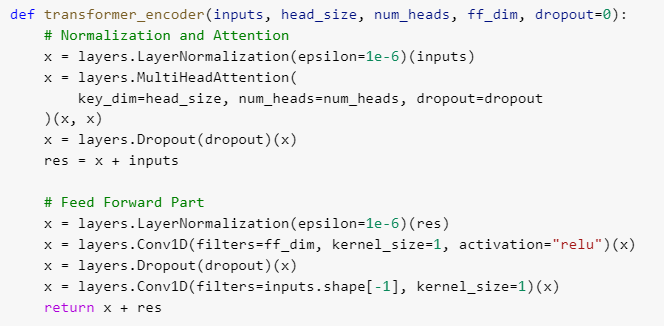 def transformer_encoder(inputs, head_size, num_heads, ff_dim, dropout=0):
    # Normalization and Attention
    x = layers.LayerNormalization(epsilon=1e-6)(inputs)
    x = layers.MultiHeadAttention(
        key_dim=head_size, num_heads=num_heads, dropout=dropout
    )(x, x)
    x = layers.Dropout(dropout)(x)
    res = x + inputs

    # Feed Forward Part
    x = layers.LayerNormalization(epsilon=1e-6)(res)
    x = layers.Conv1D(filters=ff_dim, kernel_size=1, activation="relu")(x)
    x = layers.Dropout(dropout)(x)
    x = layers.Conv1D(filters=inputs.shape[-1], kernel_size=1)(x)
    return x + res